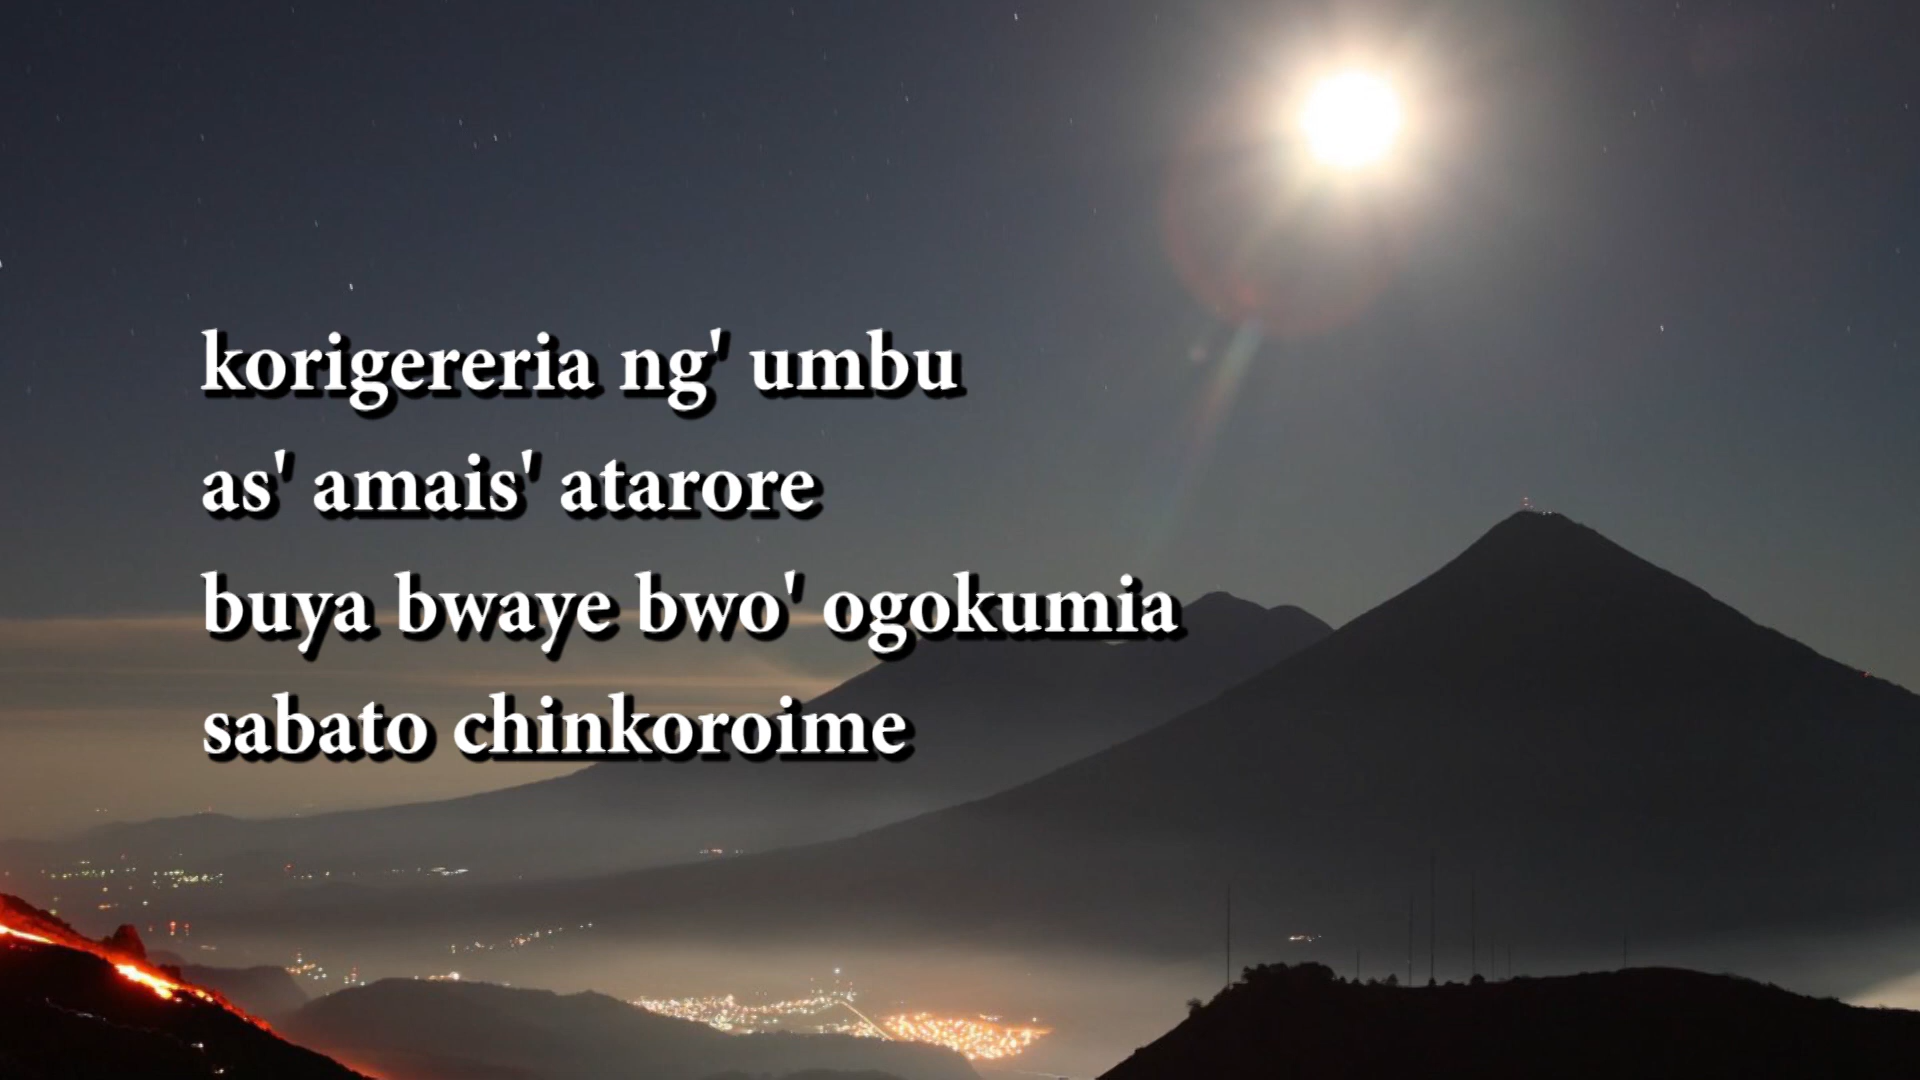 korigereria ng' umbu
as' amais' atarore
buya bwaye bwo' ogokumia
sabato chinkoroime